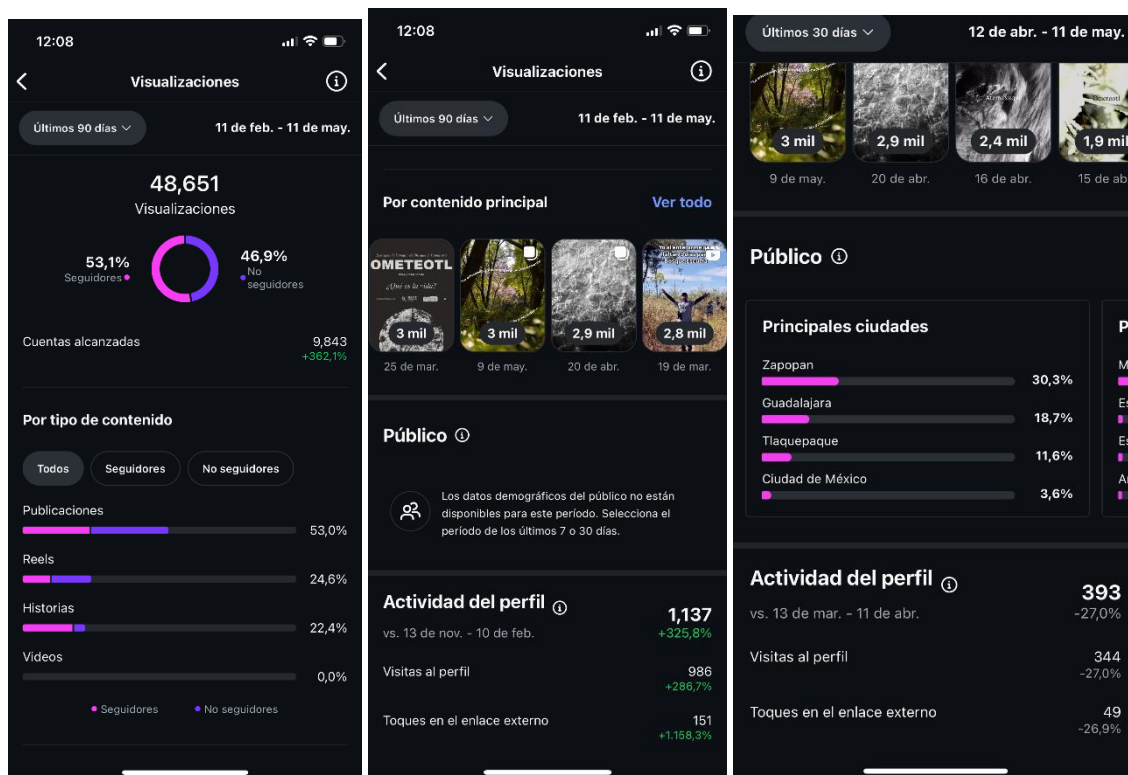 12:08
Visualizaciones
Últimos 90 días
11 de feb. - 11 de may.
48,651
Visualizaciones
53,1%
Seguidores
46,9%
No
seguidores
Cuentas alcanzadas
9,843
+362,1%
Por tipo de contenido
Todos
Seguidores
No seguidores
Publicaciones
53,0%
Reels
24,6%
Historias
22,4%
Videos
0,0%
Seguidores
No seguidores
12:08
Visualizaciones
Últimos 90 días
11 de feb. - 11 de may.
Por contenido principal
Ver todo
OMETEOTL
¿Qué es la vida?
3 mil
3 mil
2,9 mil
2,8 mil
25 de mar.
9 de may.
20 de abr.
19 de mar.
Público
Los datos demográficos del público no están
disponibles para este período. Selecciona el
período de los últimos 7 o 30 días.
Actividad del perfil
1,137
vs. 13 de nov. - 10 de feb.
+325,8%
Visitas al perfil
986
+286,7%
Toques en el enlace externo
151
+1.158,3%
Últimos 30 días
12 de abr. - 11 de may.
3 mil
2,9 mil
2,4 mil
1,9 mil
9 de may.
20 de abr.
16 de abr.
15 de ab
Público
Principales ciudades
Zapopan
30,3%
Guadalajara
18,7%
Tlaquepaque
11,6%
Ciudad de México
3,6%
P
M
Es
Es
A
Actividad del perfil
393
vs. 13 de mar. - 11 de abr.
-27,0%
Visitas al perfil
344
-27,0%
Toques en el enlace externo
49
-26,9%